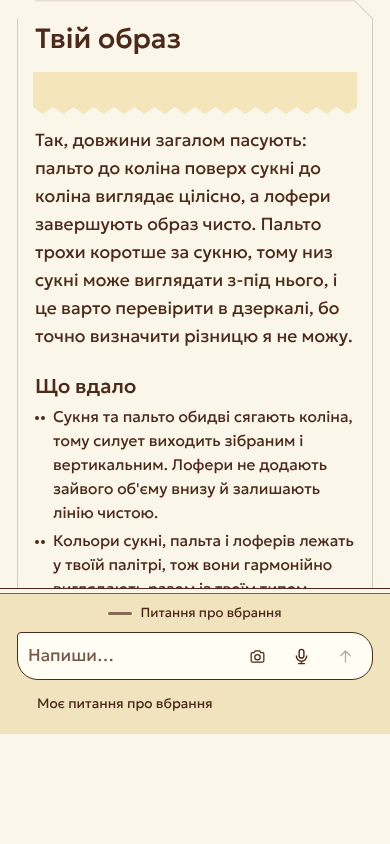 Твій образ
Так, довжини загалом пасують:
пальто до коліна поверх сукні до
коліна виглядає цілісно, а лофери
завершують образ чисто. Пальто
трохи коротше за сукню, тому низ
сукні може виглядати з-під нього, і
це варто перевірити в дзеркалі, бо
точно визначити різницю я не можу.
Що вдало
•• Сукня та пальто обидві сягають коліна,
тому силует виходить зібраним і
вертикальним. Лофери не додають
зайвого об'єму внизу й залишають
лінію чистою.
•• Кольори сукні, пальта і лоферів лежать
у твоїй палітрі, тож вони гармонійно
Питання про вбрання
Напиши...
Моє питання про вбрання